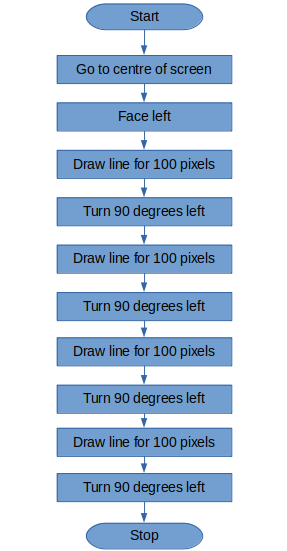 Start
Go to centre of screen
Face left
Draw line for 100 pixels
Turn 90 degrees left
Draw line for 100 pixels
Turn 90 degrees left
Draw line for 100 pixels
Turn 90 degrees left
Draw line for 100 pixels
Turn 90 degrees left
Stop